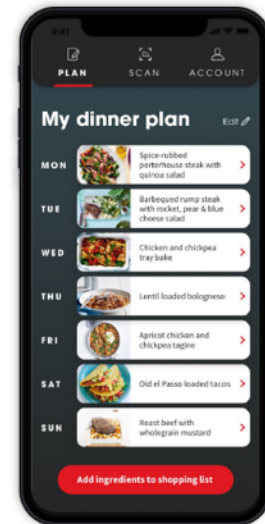 9:41
PLAN
SCAN
ACCOUNT
My dinner plan
Edit
MON
Spice-rubbed
porterhouse steak with
quinoa salad
TUE
Barbequed rump steak
with rocket, pear & blue
cheese salad
WED
Chicken and chickpea
tray bake
THU
Lentil loaded bolognese
FRI
Apricot chicken and
chickpea tagine
SAT
Old el Passo loaded tacos
SUN
Roast beef with
wholegrain mustard
Add ingredients to shopping list